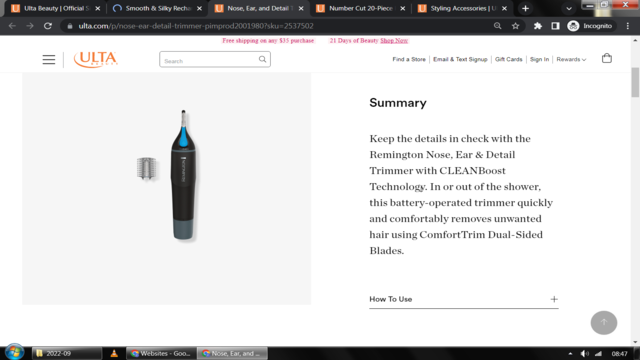 Ulta Beauty | Official S
Smooth & Silky Recha
Nose, Ear, and Detail T
Number Cut 20-Piece
Styling Accessories | U
ulta.com/p/nose-ear-detail-trimmer-pimprod2001980?sku=2537502
Incognito
Free shipping on any $35 purchase
21 Days of Beauty Shop Now
ULTA
BEAUTY
Search
Find a Store
Email & Text Signup
Gift Cards
Sign In
Rewards
Summary
Keep the details in check with the
Remington Nose, Ear & Detail
Trimmer with CLEANBoost
Technology. In or out of the shower,
this battery-operated trimmer quickly
and comfortably removes unwanted
hair using ComfortTrim Dual-Sided
Blades.
How To Use
2022-09
Websites - Goo...
Nose, Ear, and ...
08:47